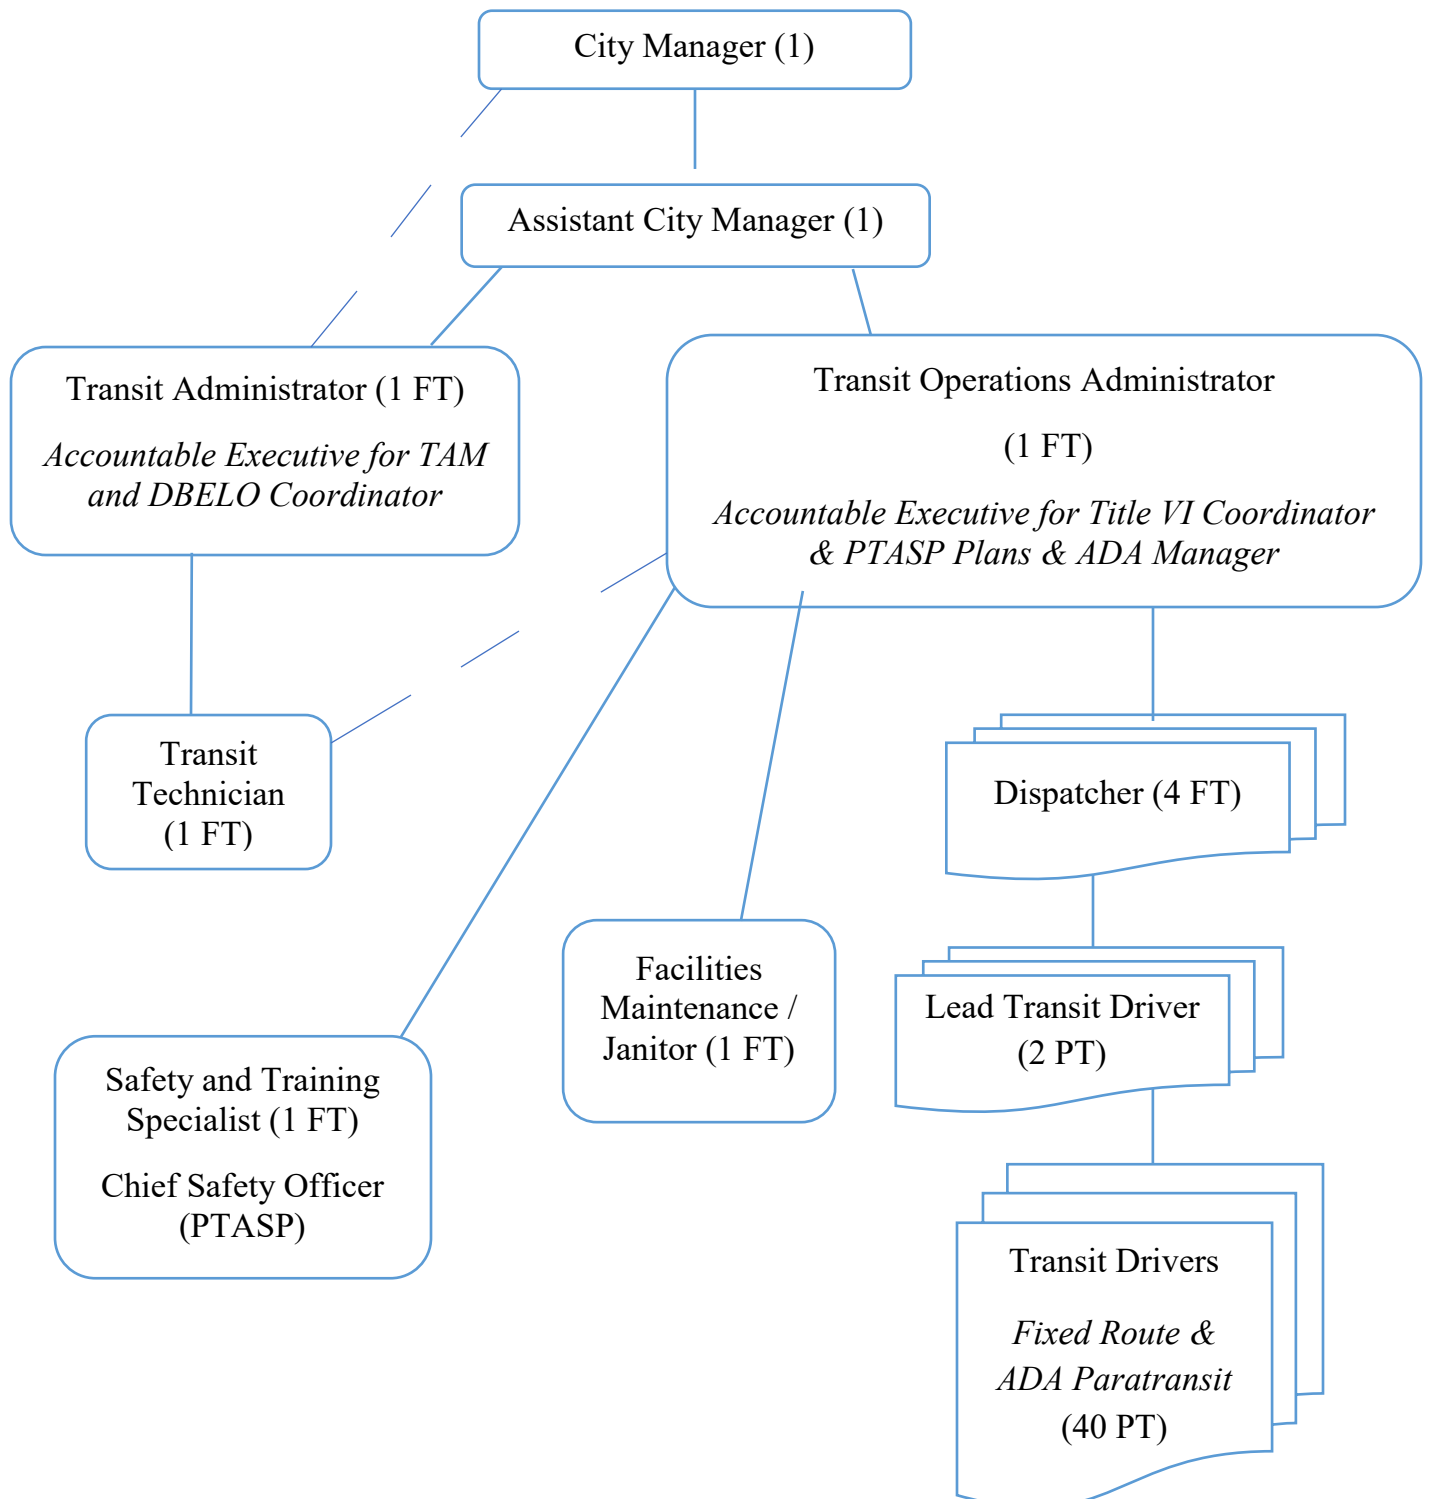 City Manager (1)
Assistant City Manager (1)
Transit Administrator (1 FT)
Accountable Executive for TAM
and DBELO Coordinator
Transit Operations Administrator
(1 FT)
Accountable Executive for Title VI Coordinator
& PTASP Plans & ADA Manager
Transit
Technician
(1 FT)
Dispatcher (4 FT)
Facilities
Maintenance /
Janitor (1 FT)
Lead Transit Driver
(2 PT)
Safety and Training
Specialist (1 FT)
Chief Safety Officer
(PTASP)
Transit Drivers
Fixed Route &
ADA Paratransit
(40 PT)